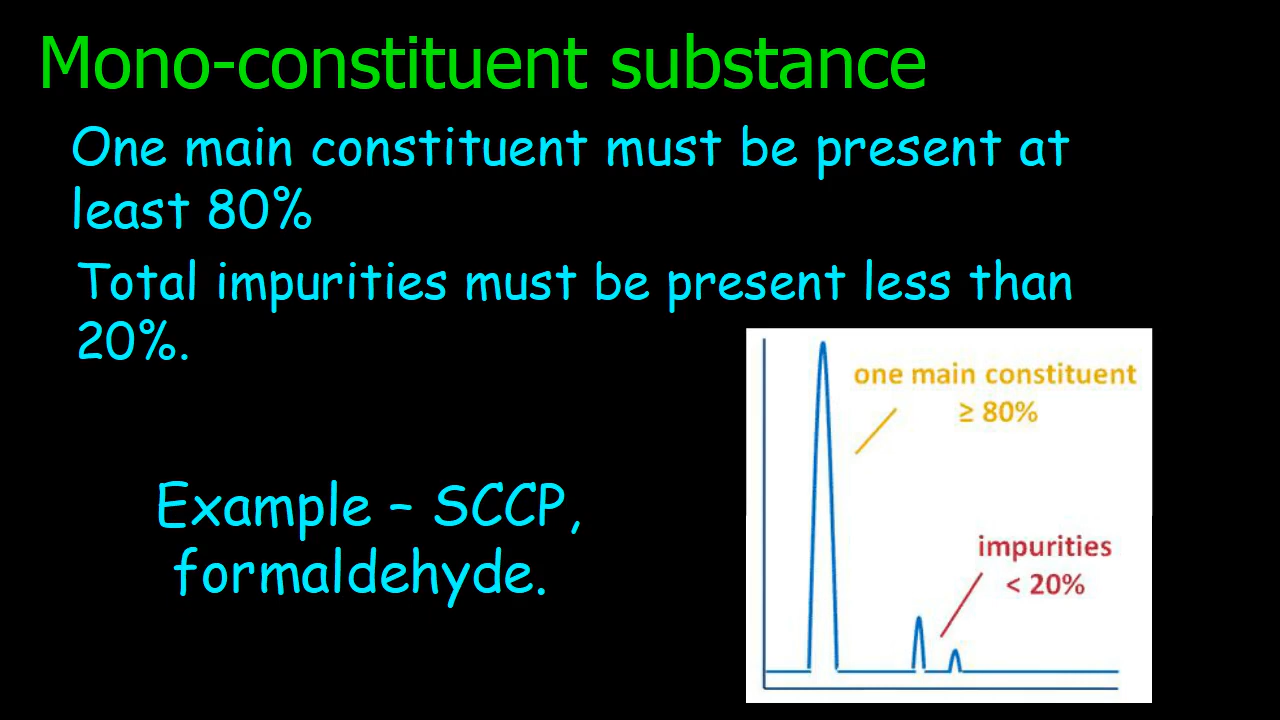 Mono-constituent substance
One main constituent must be present at
least 80%
Total impurities must be present less than
20%.
one main constituent
≥ 80%
Example – SCCP,
formaldehyde.
impurities
< 20%